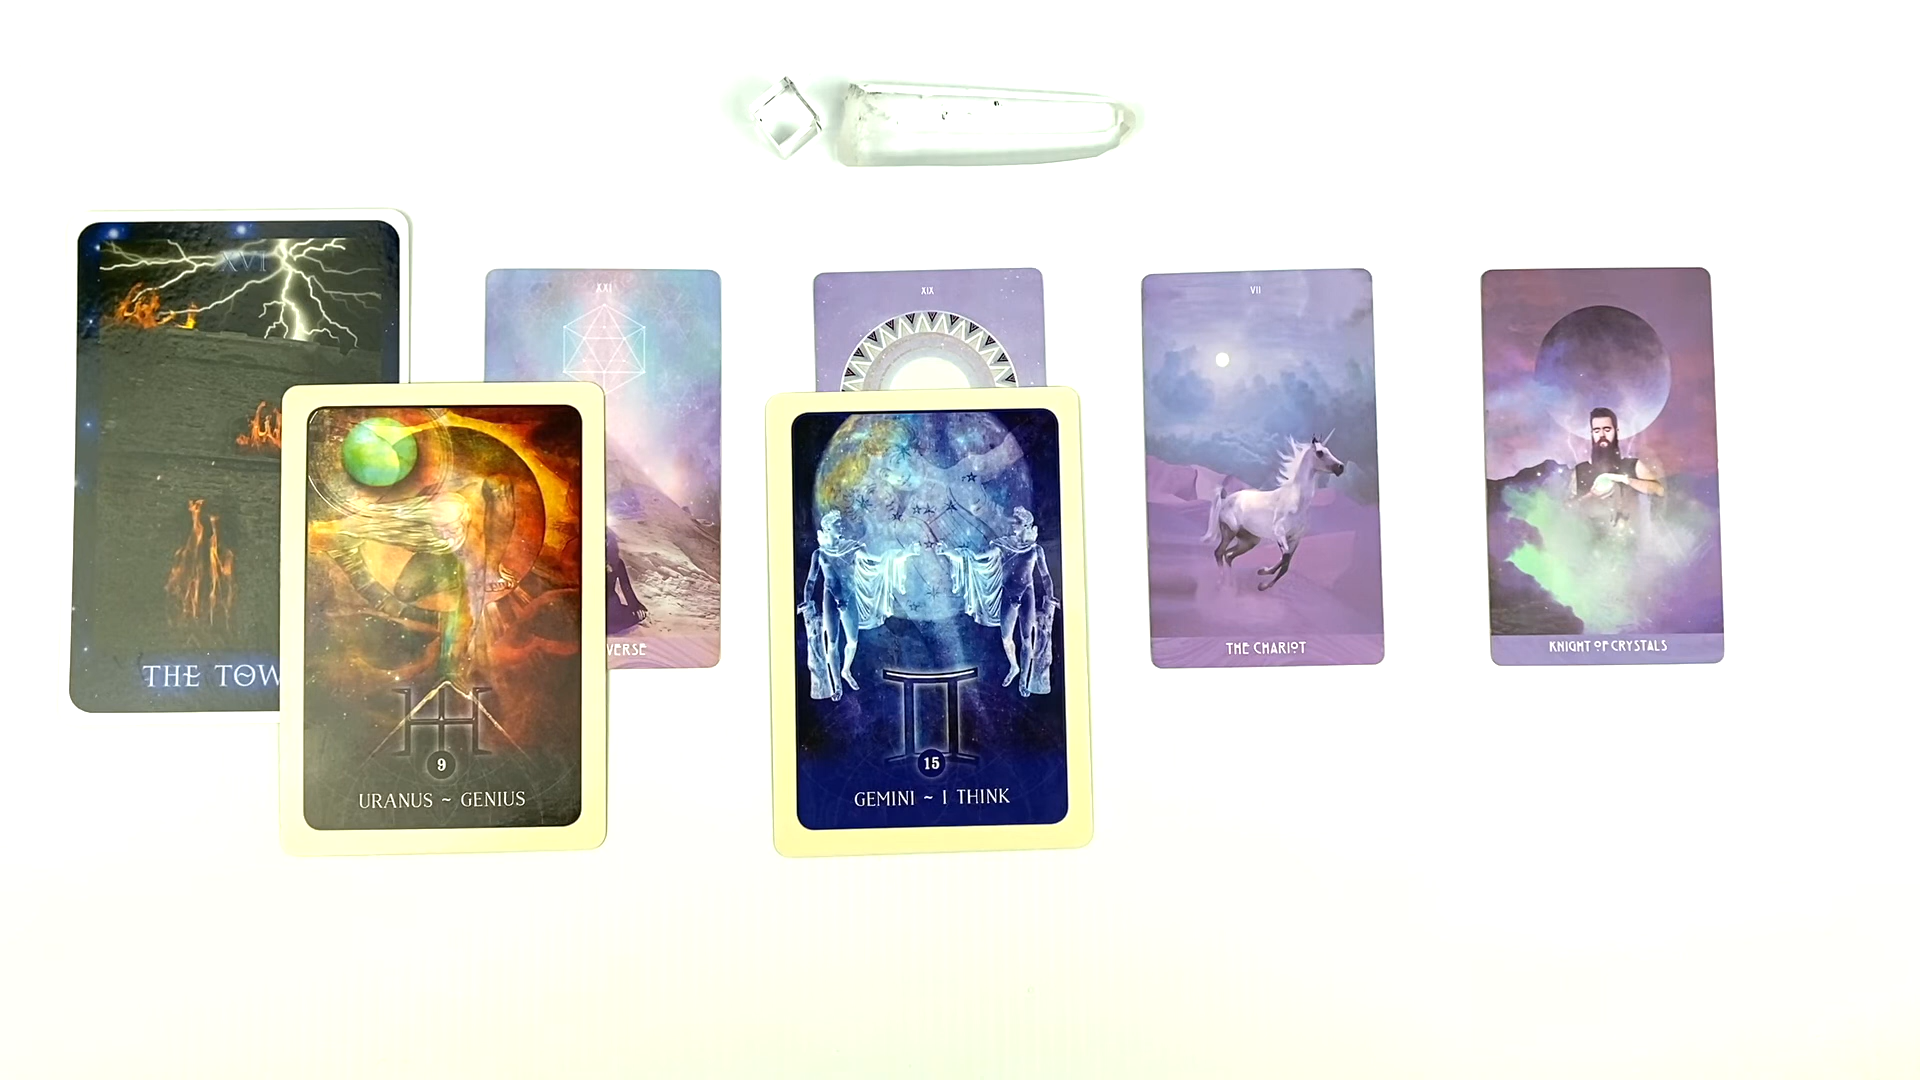 XVI
THE TOW
XXI
VERSE
XIX
VII
THE CHARIOT
KNIGHT OF CRYSTALS
9
URANUS ~ GENIUS
15
GEMINI ~ I THINK